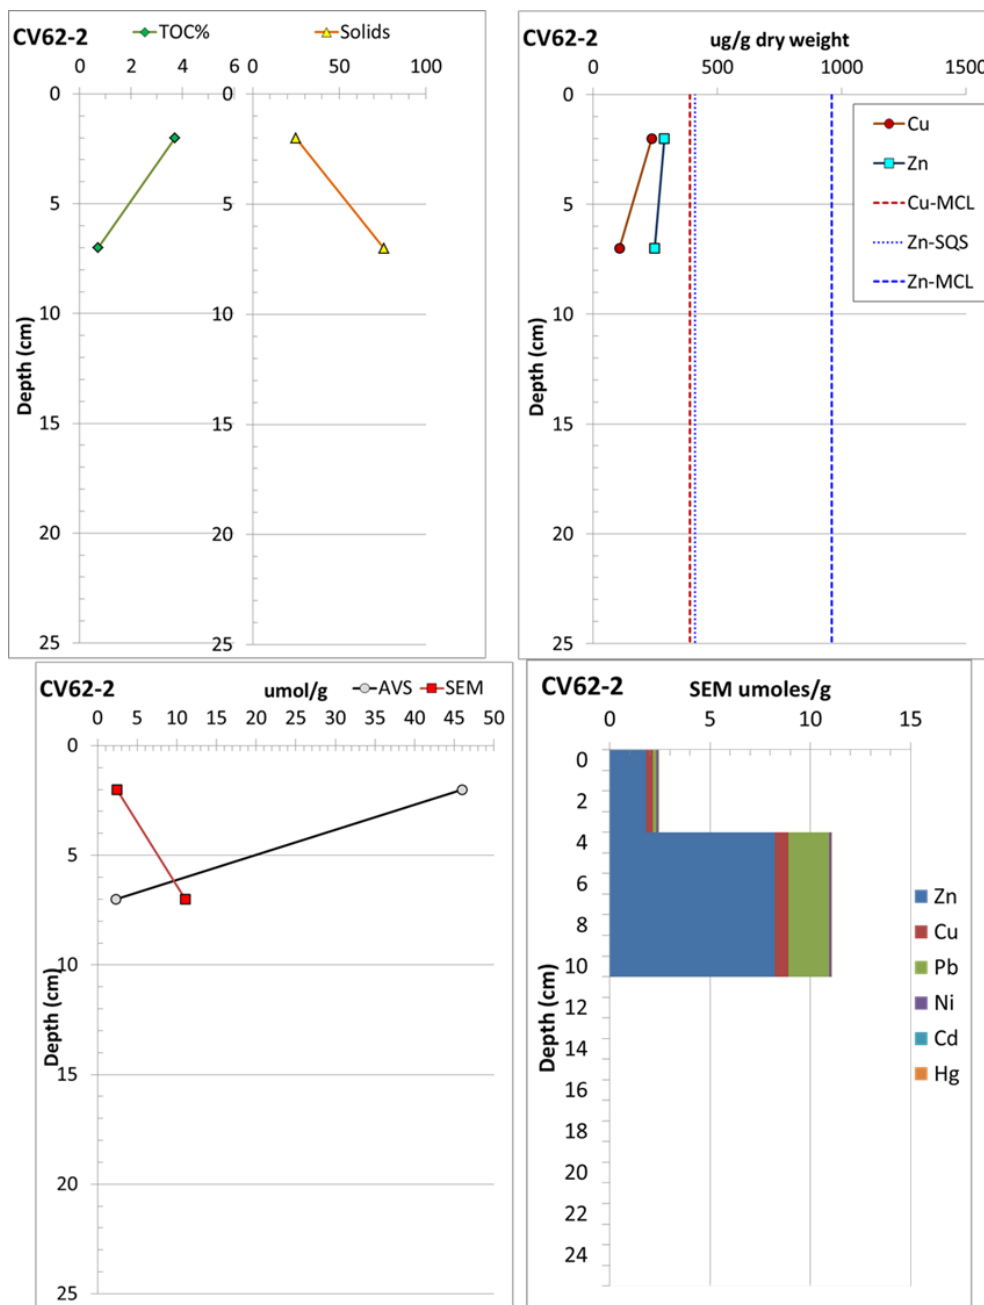 CV62-2
TOC%
Solids
0 2 4 6 0 50 100
0 0
5 5
10 10
15 15
20 20
25 25
Depth (cm)
CV62-2
ug/g dry weight
0 500 1000 1500
0
5
10
15
20
25
Depth (cm)
Cu
Zn
Cu-MCL
Zn-SQS
Zn-MCL
CV62-2
umol/g
AVS
SEM
0 5 10 15 20 25 30 35 40 45 50
0
5
10
15
20
25
Depth (cm)
CV62-2
SEM umoles/g
0 5 10 15
0
2
4
6
8
10
12
14
16
18
20
22
24
Depth (cm)
Zn
Cu
Pb
Ni
Cd
Hg